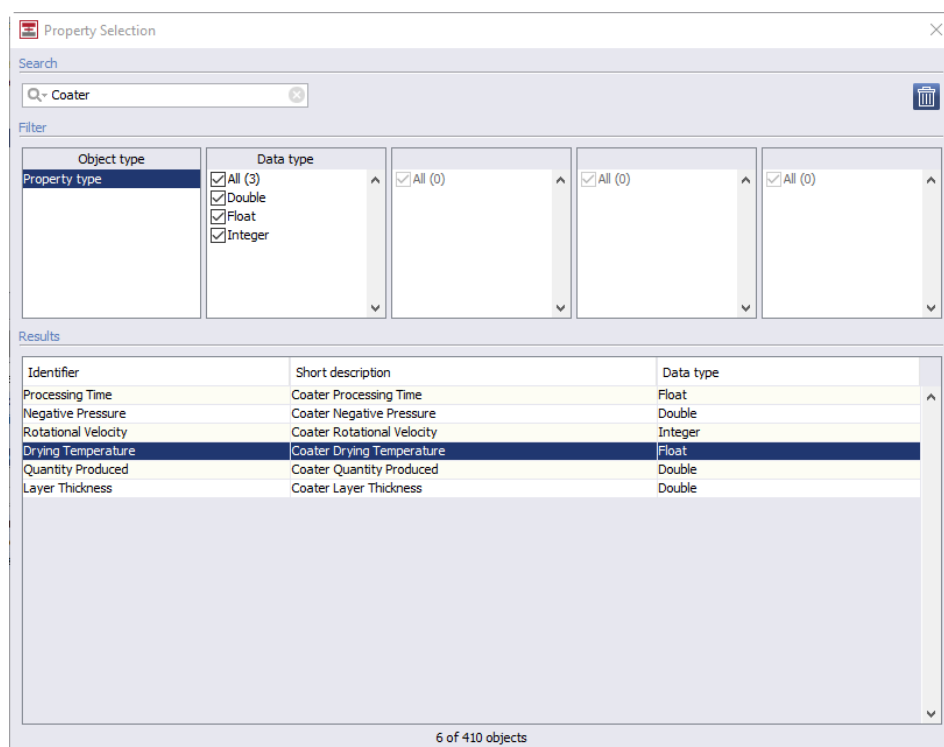 Property Selection
Search
Coater
Filter
Object type
Property type
Data type
All (3)
Double
Float
Integer
All (0)
All (0)
All (0)
Results
Identifier Short description Data type
Processing Time Coater Processing Time Float
Negative Pressure Coater Negative Pressure Double
Rotational Velocity Coater Rotational Velocity Integer
Drying Temperature Coater Drying Temperature Float
Quantity Produced Coater Quantity Produced Double
Layer Thickness Coater Layer Thickness Double
6 of 410 objects